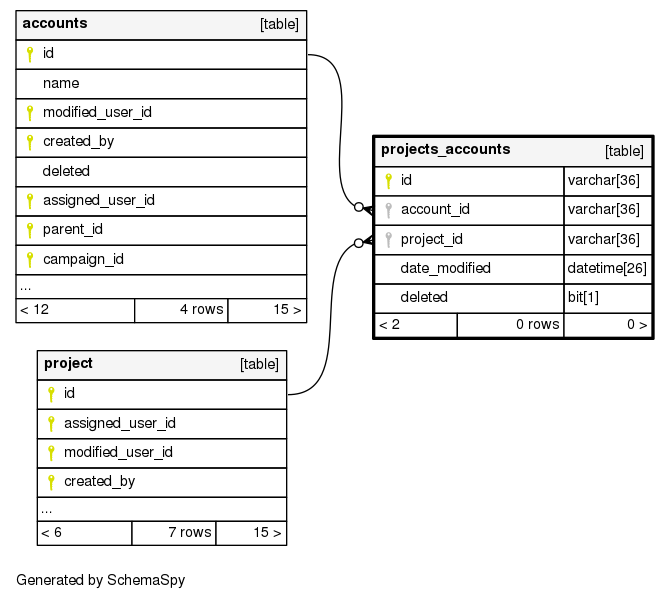 accounts [table]
id
name
modified_user_id
created_by
deleted
assigned_user_id
parent_id
campaign_id
...
< 12 4 rows 15 >
projects_accounts [table]
id varchar[36]
account_id varchar[36]
project_id varchar[36]
date_modified datetime[26]
deleted bit[1]
< 2 0 rows 0 >
project [table]
id
assigned_user_id
modified_user_id
created_by
...
< 6 7 rows 15 >
Generated by SchemaSpy